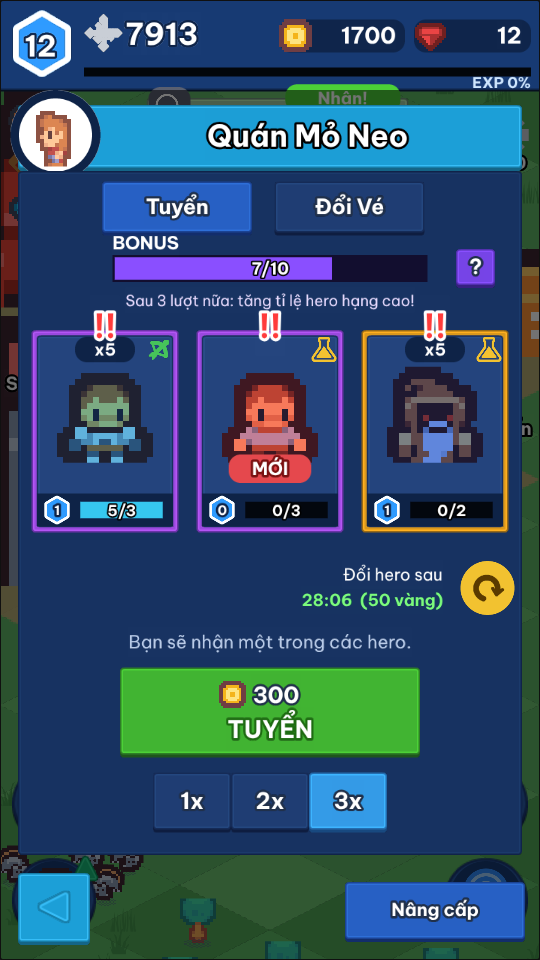 12
7913
1700
12
EXP 0%
Nhận!
Quán Mỏ Neo
Tuyển
Đổi Vé
BONUS
7/10
?
Sau 3 lượt nữa: tăng tỉ lệ hero hạng cao!
!!
!!
!!
x5
x5
MỚI
1
5/3
0
0/3
1
0/2
Đổi hero sau
28:06 (50 vàng)
Bạn sẽ nhận một trong các hero.
300
TUYỂN
1x
2x
3x
Nâng cấp